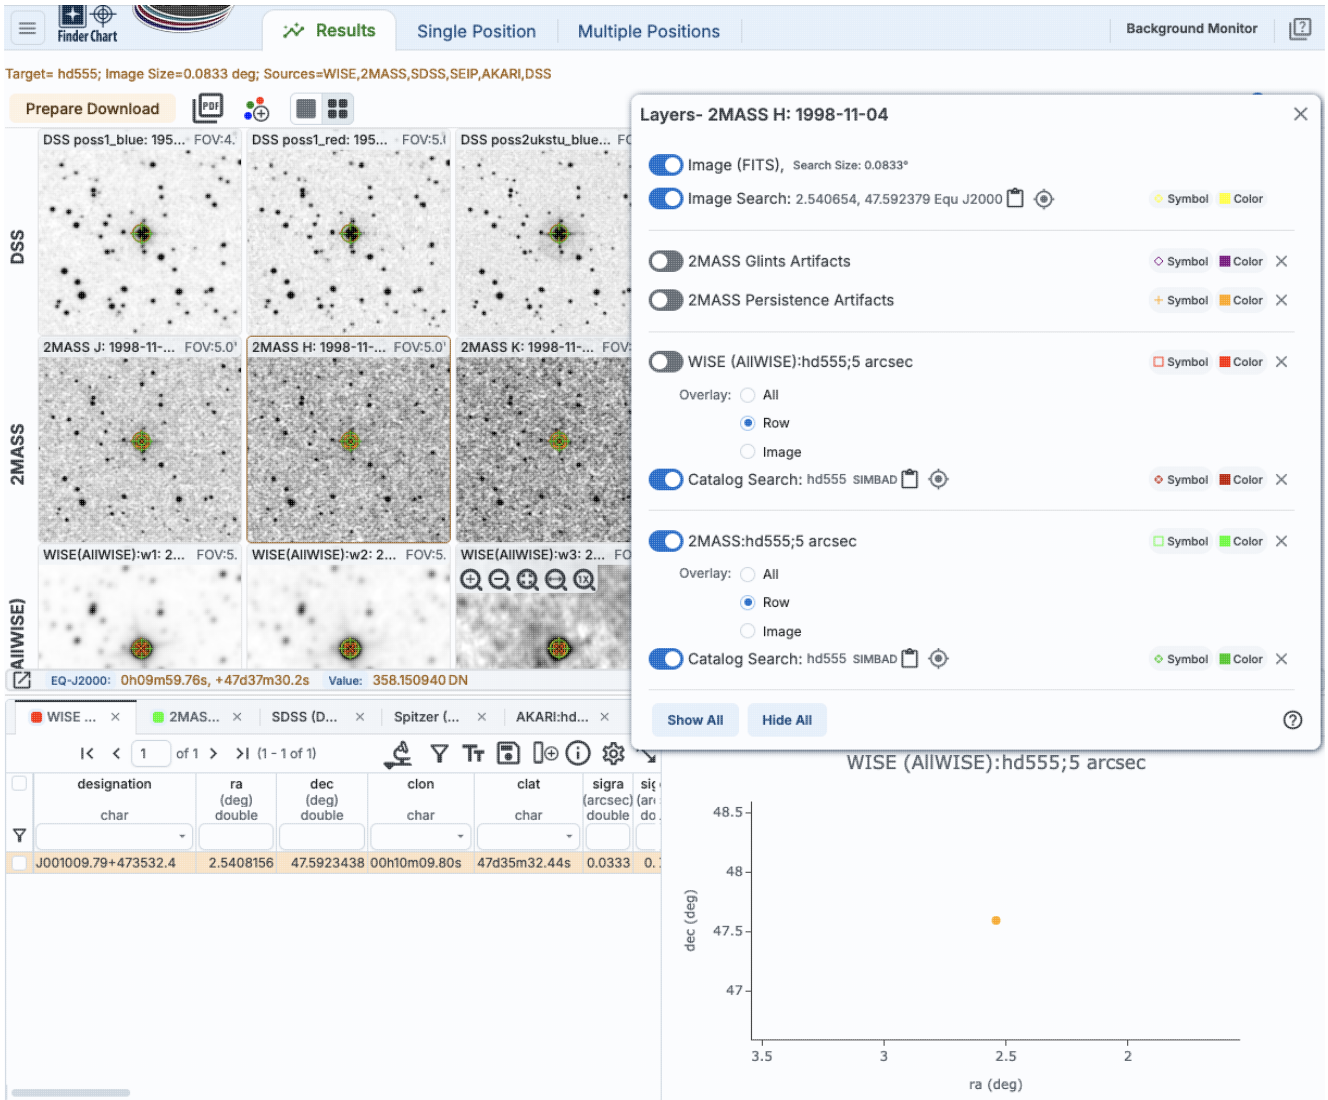 Finder Chart
Results
Single Position
Multiple Positions
Background Monitor
Target= hd555; Image Size=0.0833 deg; Sources=WISE,2MASS,SDSS,SEIP,AKARI,DSS
Prepare Download
PDF
DSS
DSS poss1_blue: 195... FOV:4.
DSS poss1_red: 195... FOV:5.
DSS poss2ukstu_blue...
2MASS
2MASS J: 1998-11-... FOV:5.0'
2MASS H: 1998-11-... FOV:5.0'
2MASS K: 1998-11-... FOV:
AllWISE)
WISE(AllWISE):w1: 2... FOV:5.
WISE(AllWISE):w2: 2... FOV:5.
WISE(AllWISE):w3: 2... FOV:
1X
EQ-J2000: 0h09m59.76s, +47d37m30.2s Value: 358.150940 DN
Layers- 2MASS H: 1998-11-04
Image (FITS), Search Size: 0.0833°
Image Search: 2.540654, 47.592379 Equ J2000 Symbol Color
2MASS Glints Artifacts Symbol Color
2MASS Persistence Artifacts Symbol Color
WISE (AllWISE):hd555;5 arcsec Symbol Color
Overlay: All
Row
Image
Catalog Search: hd555 SIMBAD Symbol Color
2MASS:hd555;5 arcsec Symbol Color
Overlay: All
Row
Image
Catalog Search: hd555 SIMBAD Symbol Color
Show All
Hide All
WISE ...
2MAS...
SDSS (D...
Spitzer (...
AKARI:hd...
1 of 1 (1 - 1 of 1)
designation ra dec clon clat sigra
(deg) (deg) (arcsec)
char double double char char double
J001009.79+473532.4 2.5408156 47.5923438 00h10m09.80s 47d35m32.44s 0.0333 0.
WISE (AllWISE):hd555;5 arcsec
48.5
48
47.5
47
dec (deg)
3.5 3 2.5 2
ra (deg)